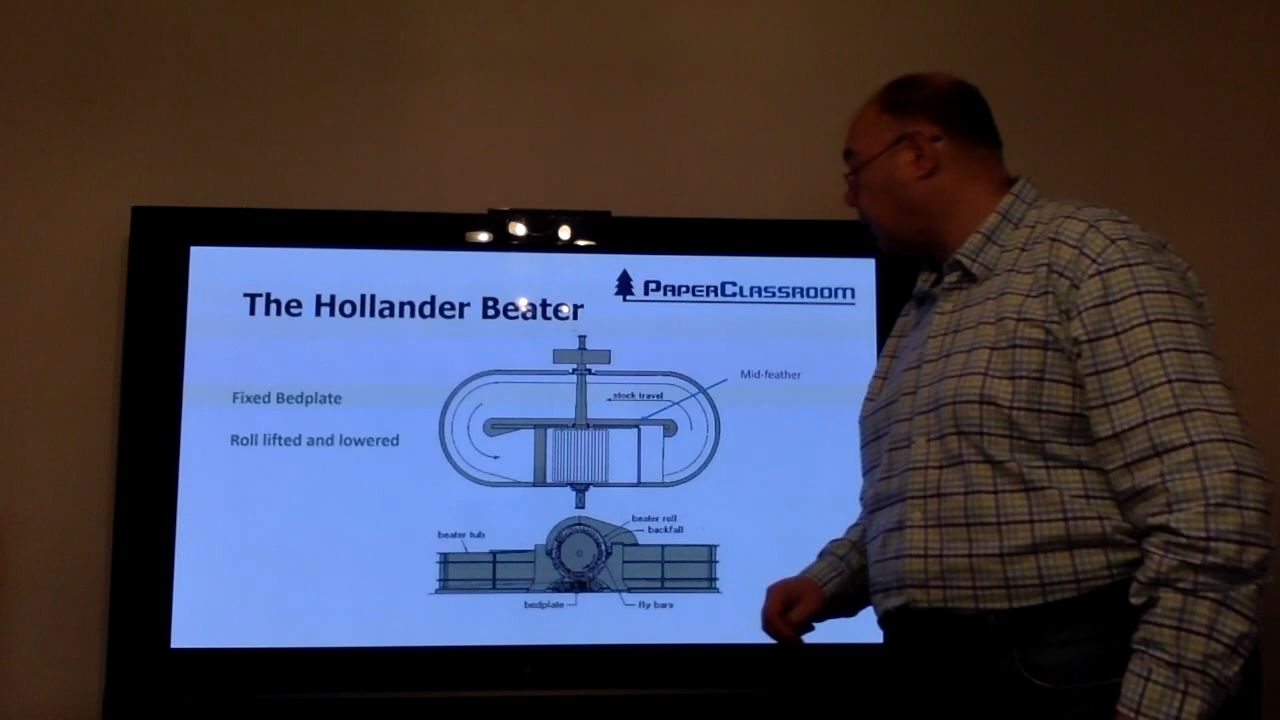 PAPERCLASSROOM
The Hollander Beater
Mid-feather
Fixed Bedplate
stock travel
Roll lifted and lowered
beater roll
backfall
beater tub
bedplate
fly bars